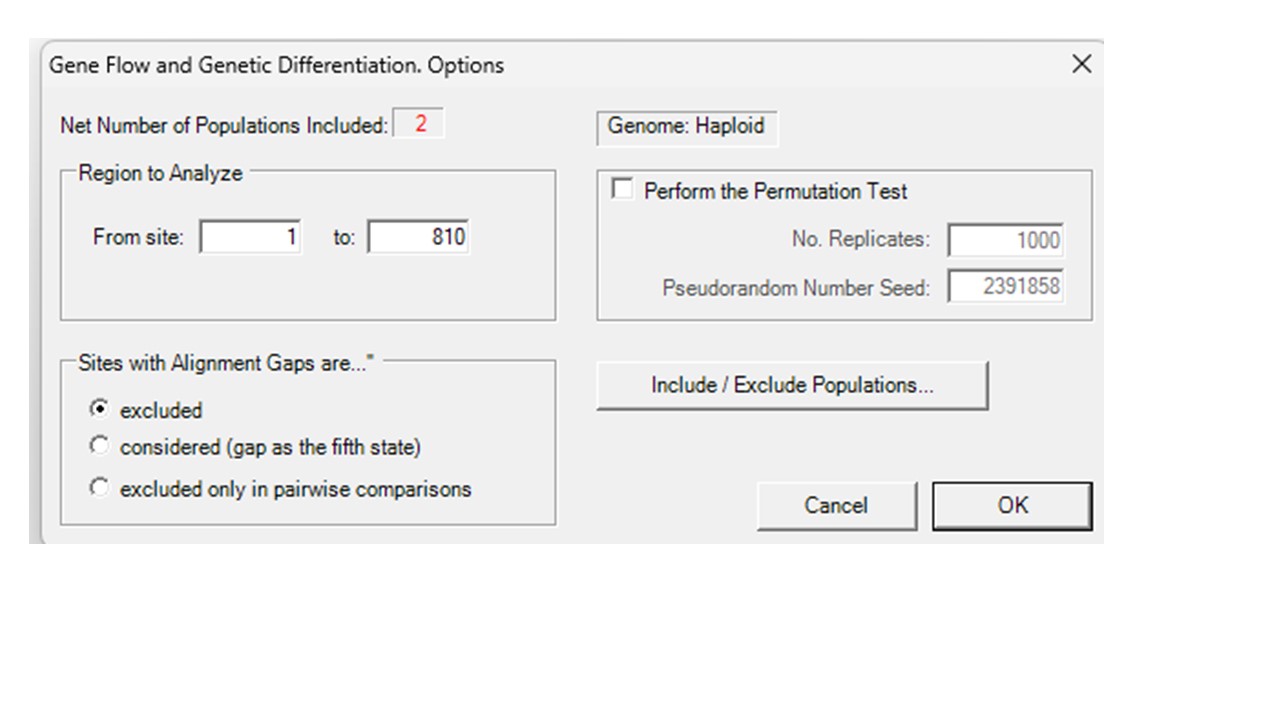 Gene Flow and Genetic Differentiation. Options
Net Number of Populations Included: 2
Genome: Haploid
Region to Analyze
From site: 1 to: 810
Perform the Permutation Test
No. Replicates: 1000
Pseudorandom Number Seed: 2391858
Sites with Alignment Gaps are..."
excluded
considered (gap as the fifth state)
excluded only in pairwise comparisons
Include / Exclude Populations...
Cancel
OK